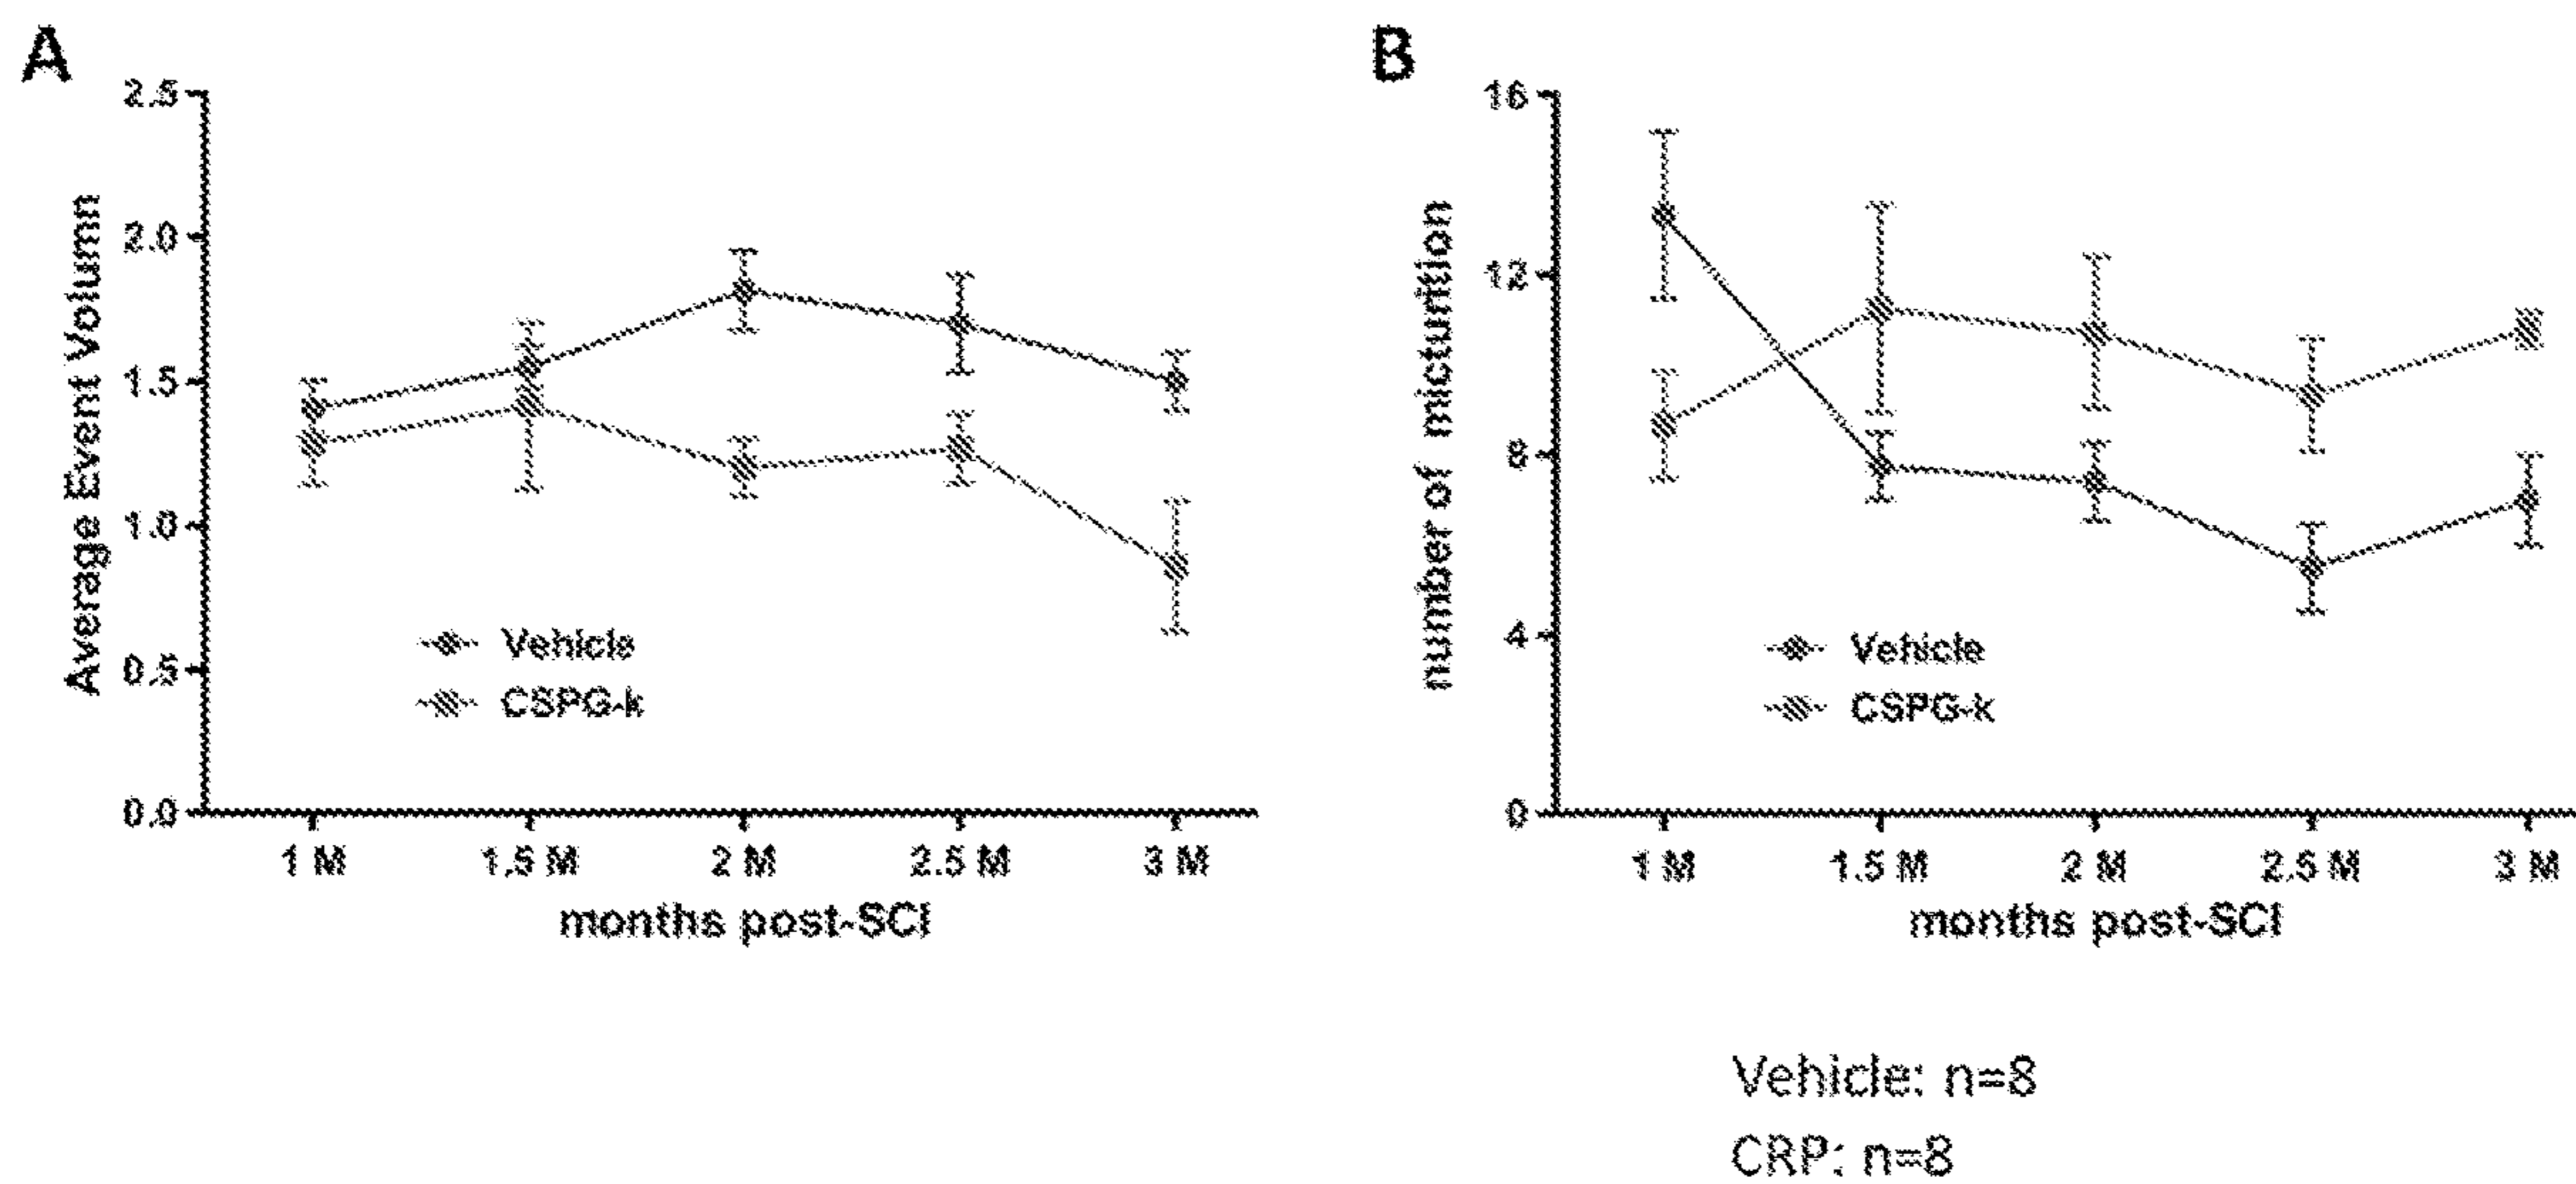 A
2.5
2.0
1.5
1.0
0.5
0.0
Average Event Volumn
Vehicle
CSPG-k
1 M 1.5 M 2 M 2.5 M 3 M
months post-SCI
B
16
12
8
4
0
number of micturition
Vehicle
CSPG-k
1 M 1.5 M 2 M 2.5 M 3 M
months post-SCI
Vehicle: n=8
CRP: n=8